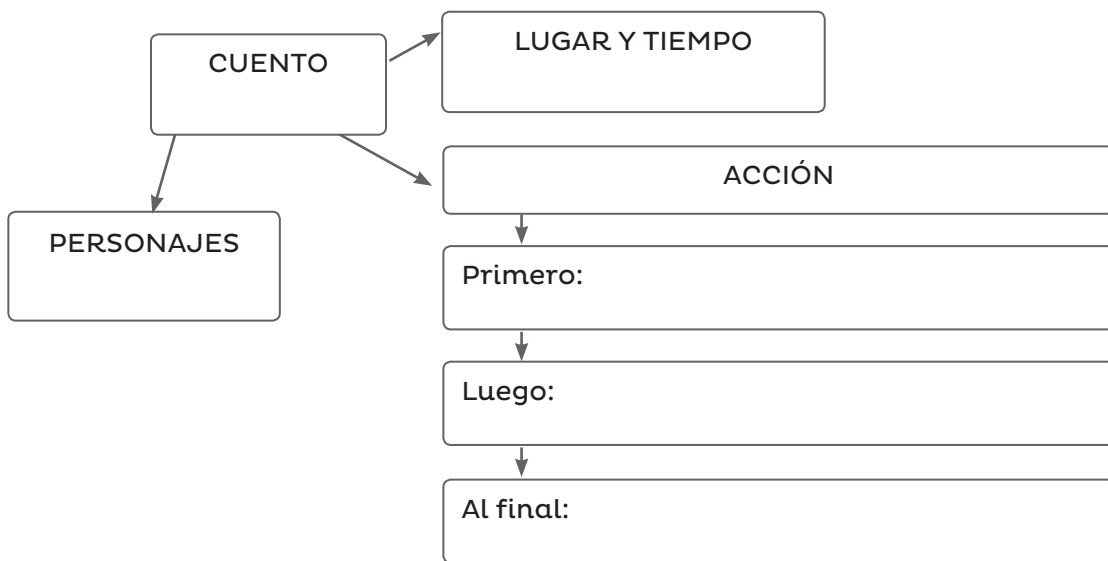 CUENTO
LUGAR Y TIEMPO
PERSONAJES
ACCIÓN
Primero:
Luego:
Al final: